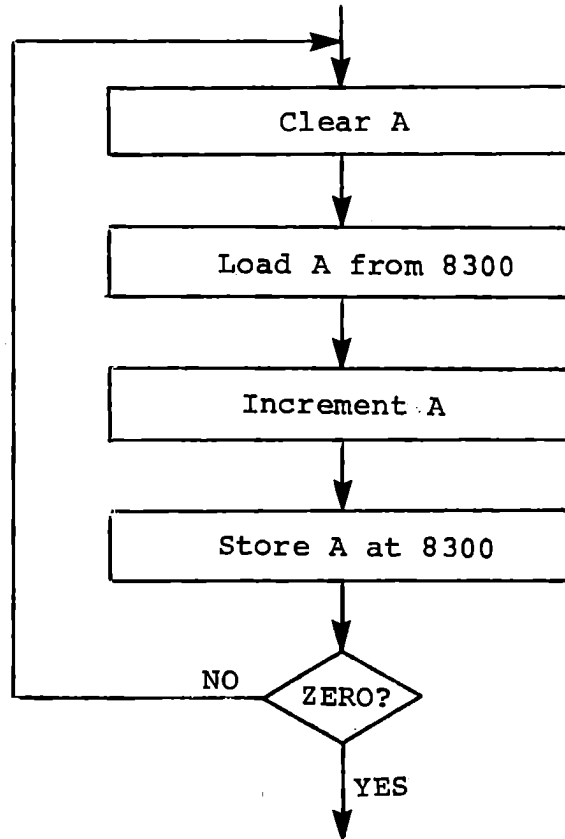 Clear A
Load A from 8300
Increment A
Store A at 8300
ZERO?
NO
YES